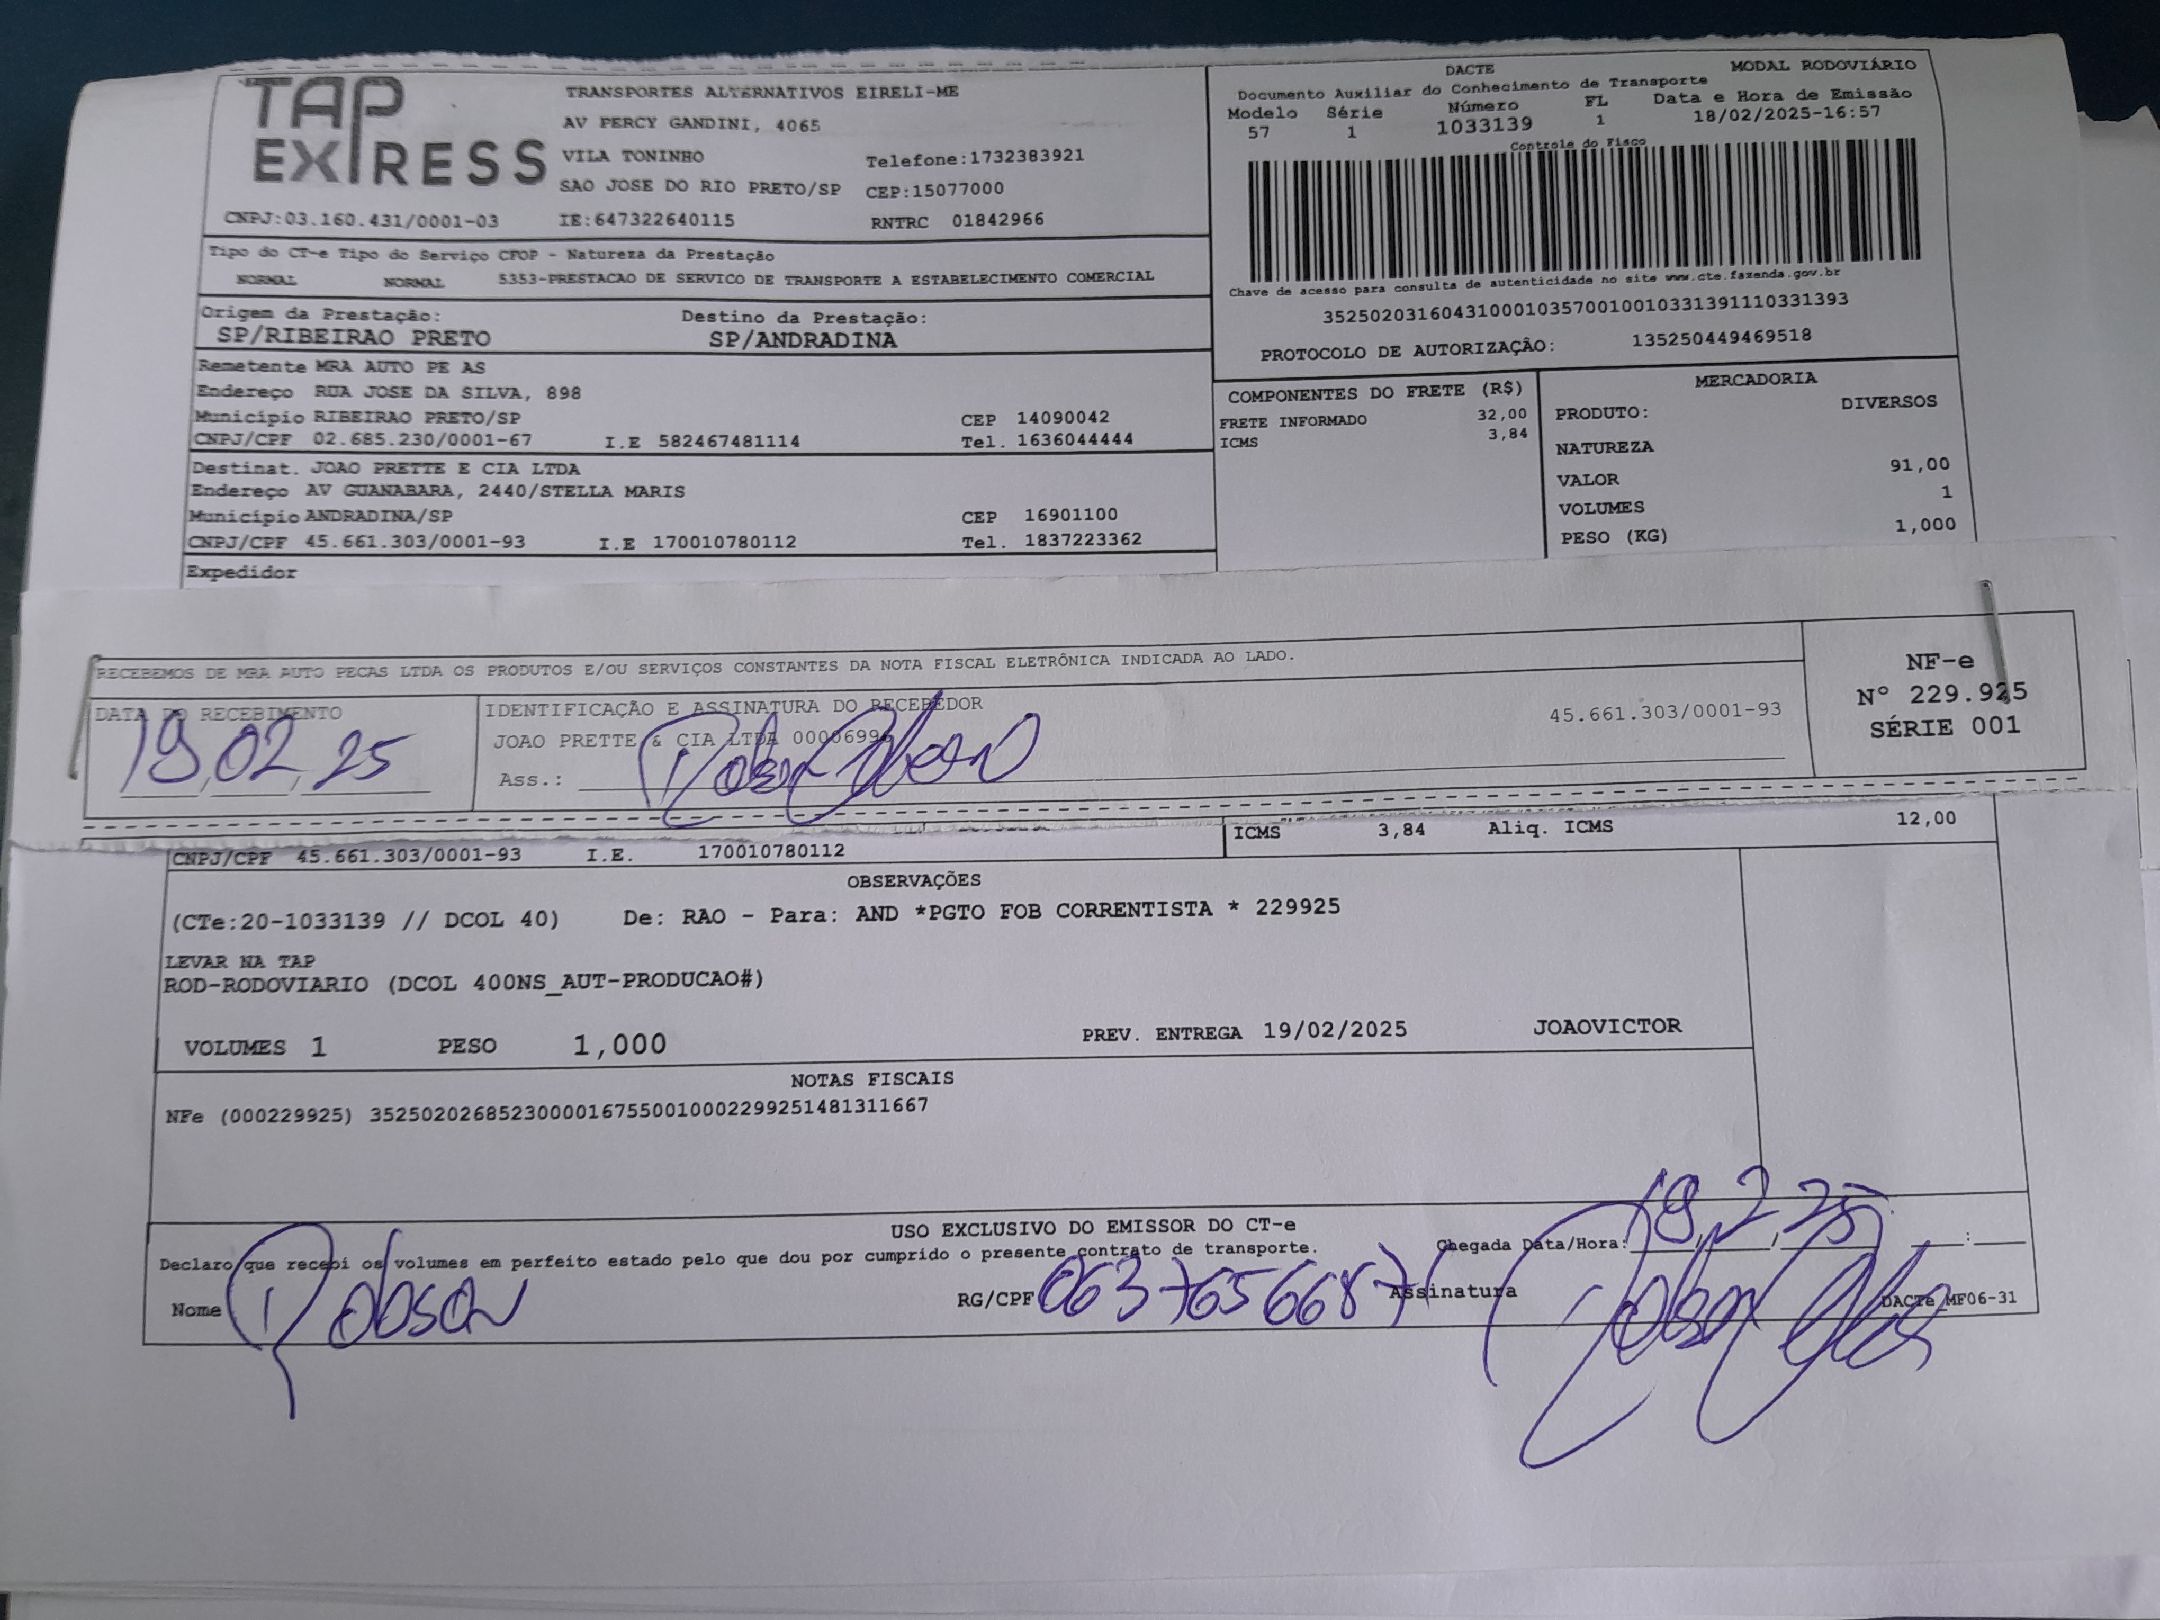 TAP EXPRESS
TRANSPORTES ALTERNATIVOS EIRELI-ME
AV PERCY GANDINI, 4065
VILA TONINHO Telefone:1732383921
SAO JOSE DO RIO PRETO/SP CEP:15077000
CNPJ:03.160.431/0001-03 IE:647322640115 RNTRC 01842966
DACTE MODAL RODOVIÁRIO
Documento Auxiliar do Conhecimento de Transporte
Modelo Série Número FL Data e Hora de Emissão
57 1 1033139 1 18/02/2025-16:57
Controle do Fisco
Chave de acesso para consulta de autenticidade no site www.cte.fazenda.gov.br
35250203160431000103570010010331391110331393
PROTOCOLO DE AUTORIZAÇÃO: 135250449469518
Tipo do CT-e Tipo do Serviço CFOP - Natureza da Prestação
NORMAL NORMAL 5353-PRESTACAO DE SERVICO DE TRANSPORTE A ESTABELECIMENTO COMERCIAL
Origem da Prestação: Destino da Prestação:
SP/RIBEIRAO PRETO SP/ANDRADINA
Remetente MRA AUTO PE AS
Endereço RUA JOSE DA SILVA, 898
Município RIBEIRAO PRETO/SP CEP 14090042
CNPJ/CPF 02.685.230/0001-67 I.E 582467481114 Tel. 1636044444
Destinat. JOAO PRETTE E CIA LTDA
Endereço AV GUANABARA, 2440/STELLA MARIS
Município ANDRADINA/SP CEP 16901100
CNPJ/CPF 45.661.303/0001-93 I.E 170010780112 Tel. 1837223362
Expedidor
COMPONENTES DO FRETE (R$)
FRETE INFORMADO 32,00
ICMS 3,84
MERCADORIA
PRODUTO: DIVERSOS
NATUREZA
VALOR 91,00
VOLUMES 1
PESO (KG) 1,000
RECEBEMOS DE MRA AUTO PECAS LTDA OS PRODUTOS E/OU SERVIÇOS CONSTANTES DA NOTA FISCAL ELETRÔNICA INDICADA AO LADO.
DATA DO RECEBIMENTO
19,02,25
IDENTIFICAÇÃO E ASSINATURA DO RECEBEDOR
JOAO PRETTE & CIA LTDA 45.661.303/0001-93
Ass.: Robson
NF-e
Nº 229.925
SÉRIE 001
ICMS 3,84 Aliq. ICMS 12,00
CNPJ/CPF 45.661.303/0001-93 I.E. 170010780112
OBSERVAÇÕES
(CTe:20-1033139 // DCOL 40) De: RAO - Para: AND *PGTO FOB CORRENTISTA * 229925
LEVAR NA TAP
ROD-RODOVIARIO (DCOL 400NS_AUT-PRODUCAO#)
VOLUMES 1 PESO 1,000 PREV. ENTREGA 19/02/2025 JOAOVICTOR
NOTAS FISCAIS
NFe (000229925) 35250202685230000167550010002299251481311667
USO EXCLUSIVO DO EMISSOR DO CT-e
Declaro que recebi os volumes em perfeito estado pelo que dou por cumprido o presente contrato de transporte.
Chegada Data/Hora: 19,2,25 :
Nome Robson RG/CPF 06376566871 Assinatura Robson
DACTe_MF06-31